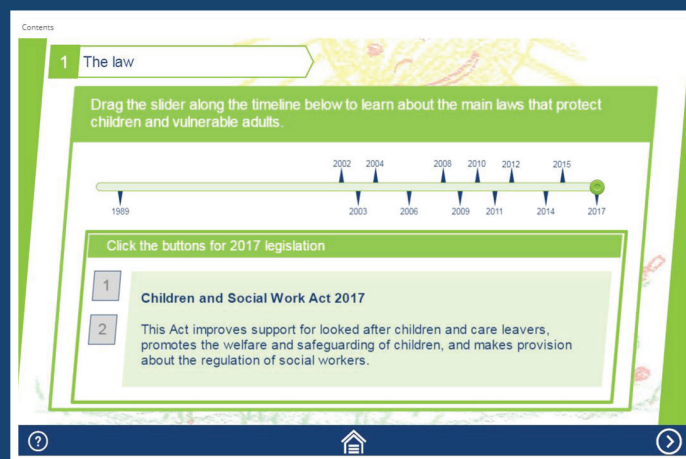 Contents
1 The law
Drag the slider along the timeline below to learn about the main laws that protect
children and vulnerable adults.
2002 2004 2008 2010 2012 2015
1989 2003 2006 2009 2011 2014 2017
Click the buttons for 2017 legislation
1
Children and Social Work Act 2017
2
This Act improves support for looked after children and care leavers,
promotes the welfare and safeguarding of children, and makes provision
about the regulation of social workers.
?